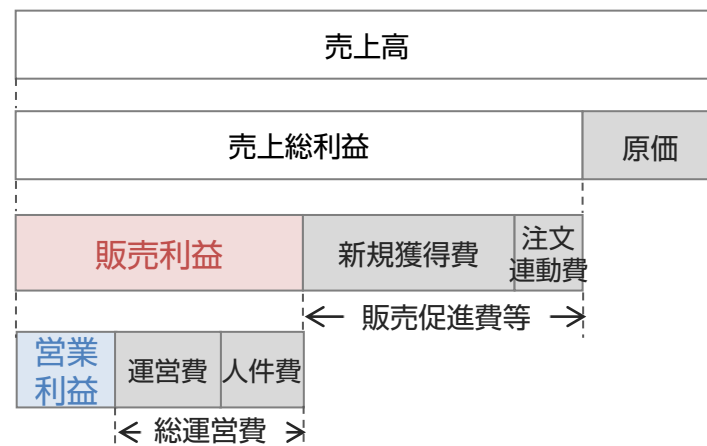 売上高
売上総利益
原価
販売利益
新規獲得費
注文
連動費
販売促進費等
営業
利益
運営費
人件費
総運営費